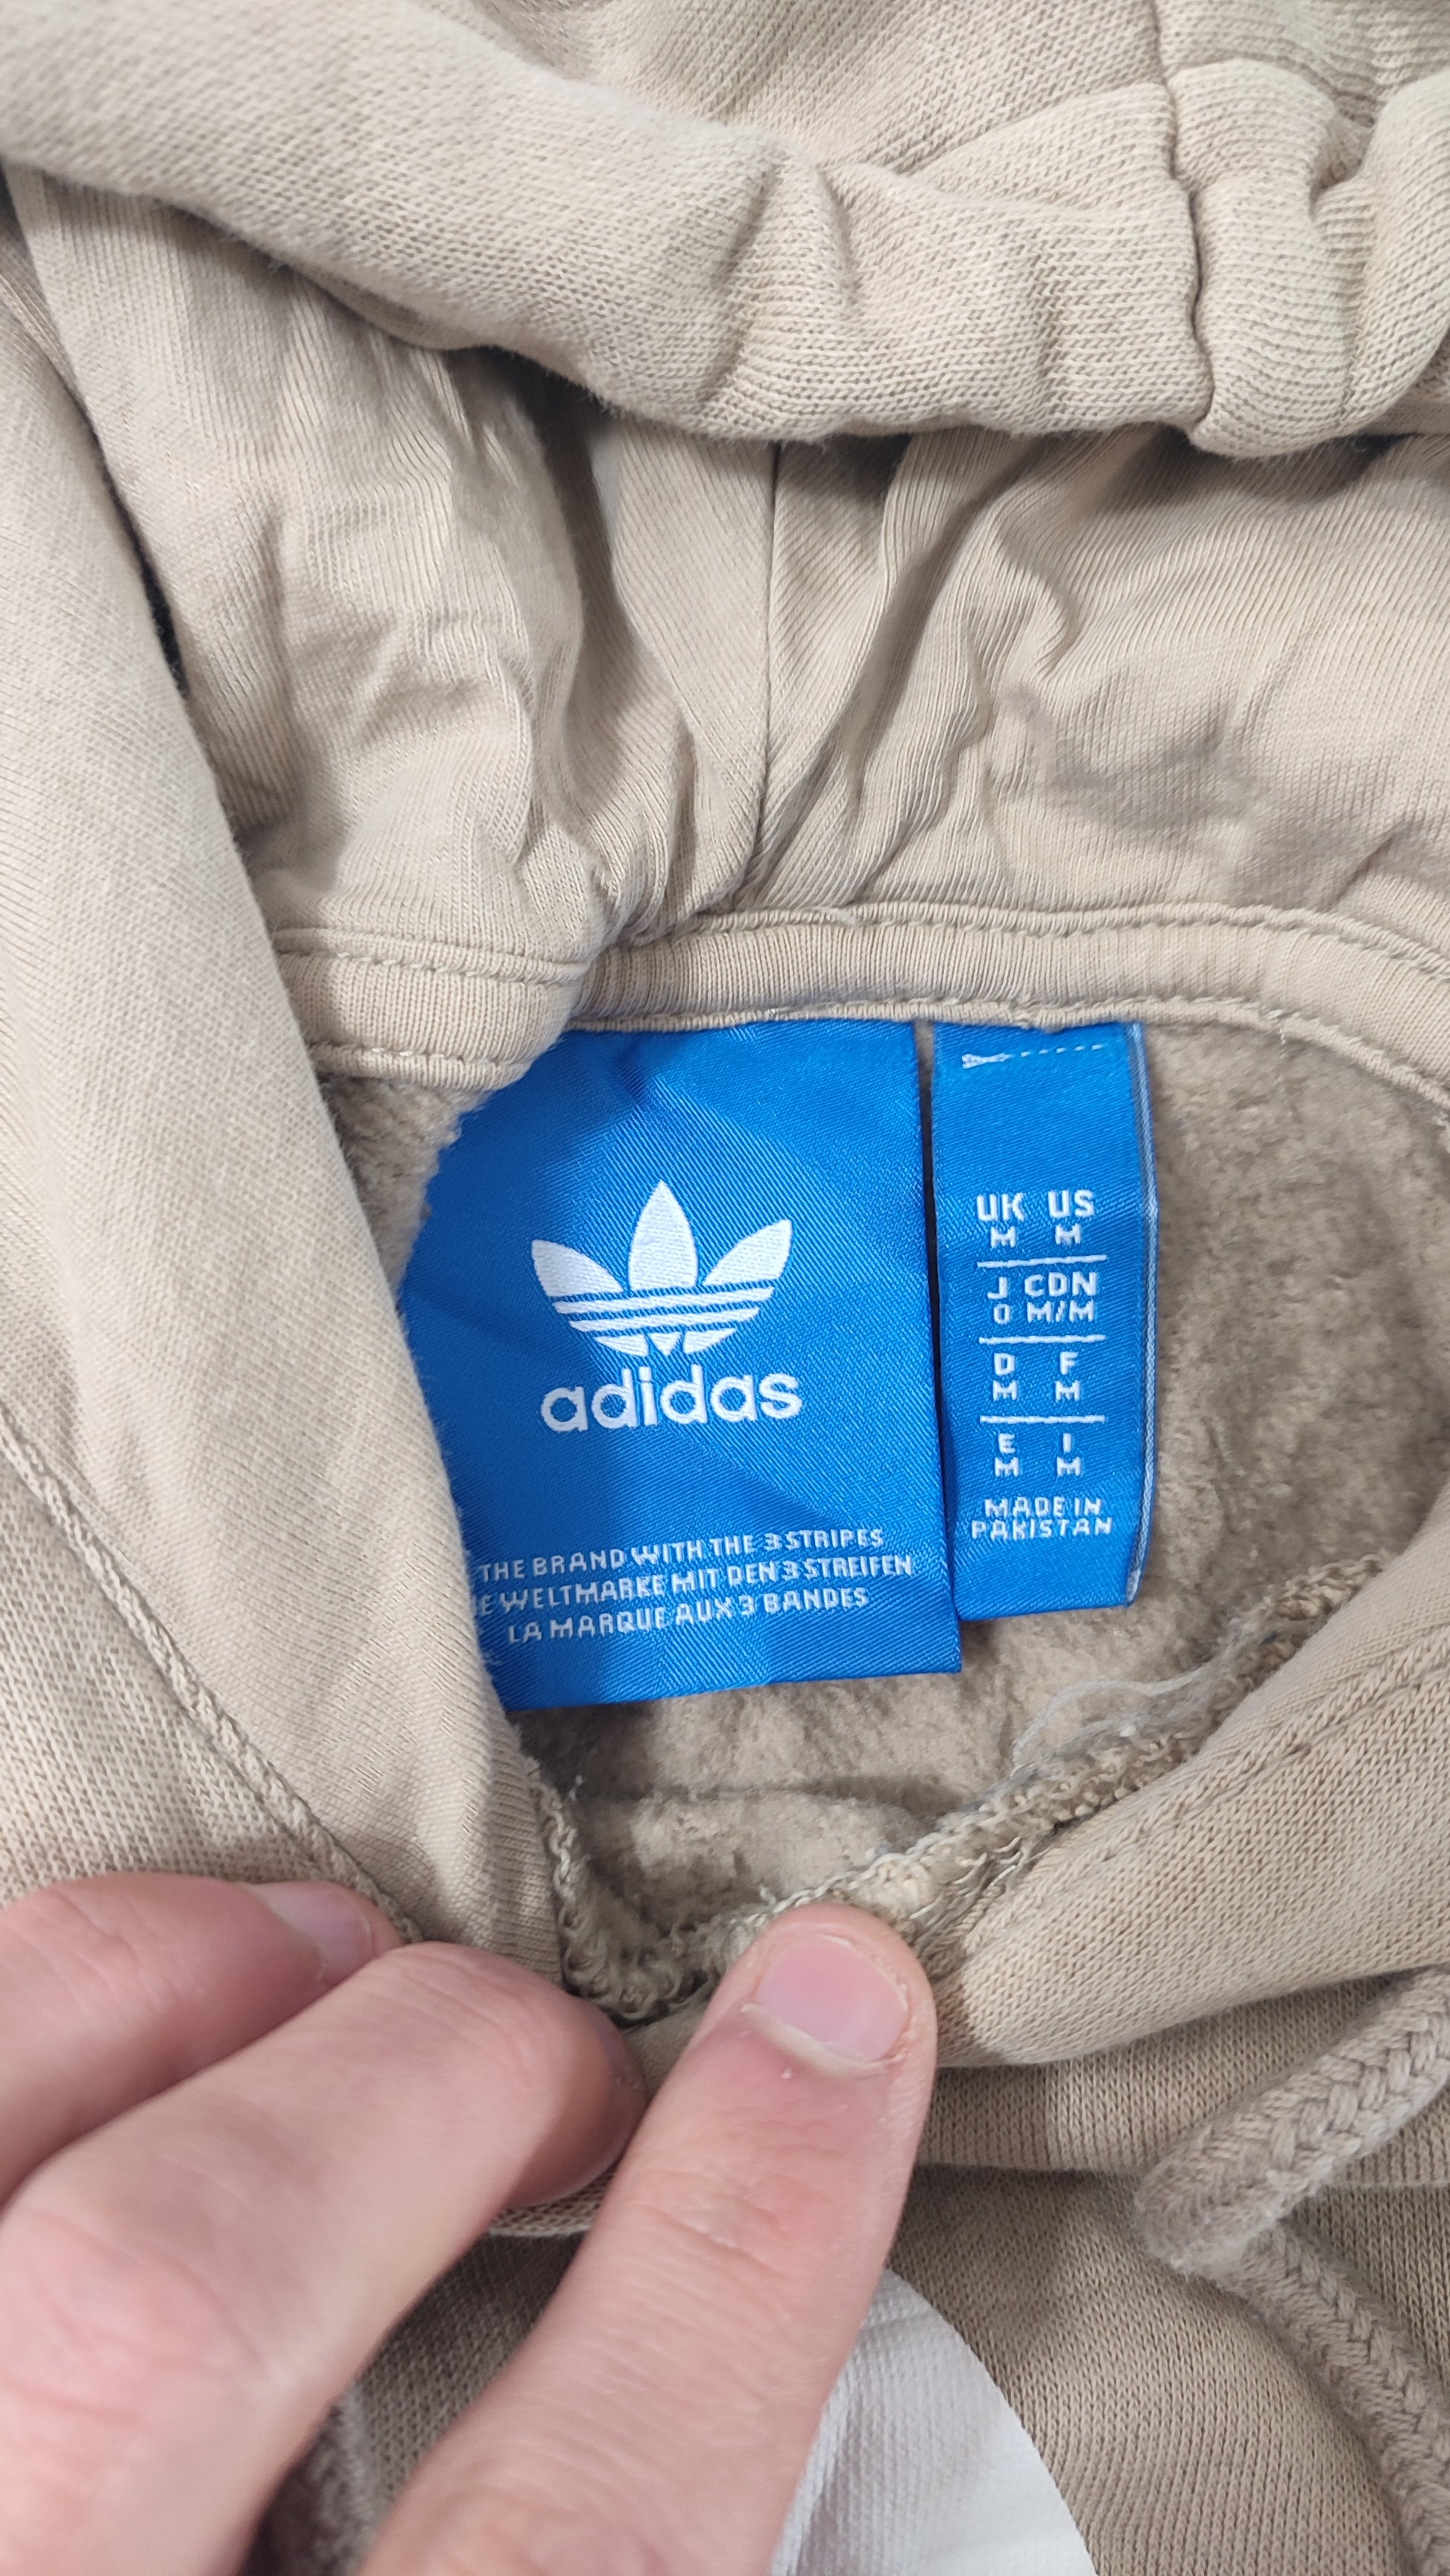 adidas
THE BRAND WITH THE 3 STRIPES
WELTMARKE MIT DEN 3 STREIFEN
LA MARQUE AUX 3 BANDES
UK US
M M
J CDN
O M/M
D F
M M
E I
M M
MADE IN
PAKISTAN